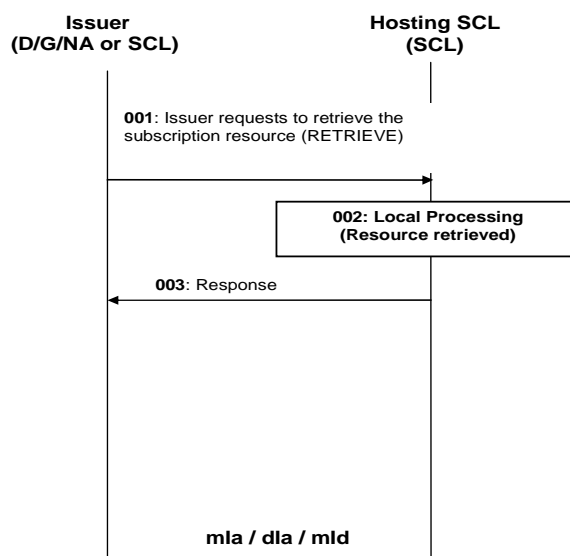 Issuer
(D/G/NA or SCL)
Hosting SCL
(SCL)
001: Issuer requests to retrieve the
subscription resource (RETRIEVE)
002: Local Processing
(Resource retrieved)
003: Response
mIa / dIa / mId